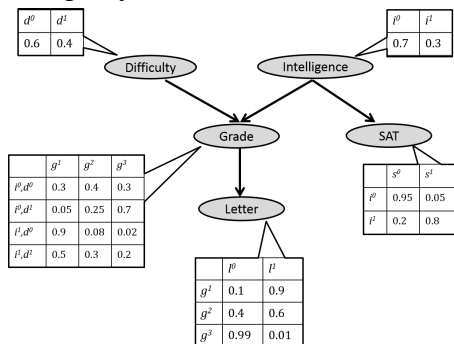 d⁰ d¹
0.6 0.4
i⁰ i¹
0.7 0.3
Difficulty
Intelligence
Grade
SAT
g¹ g² g³
i⁰,d⁰ 0.3 0.4 0.3
i⁰,d¹ 0.05 0.25 0.7
i¹,d⁰ 0.9 0.08 0.02
i¹,d¹ 0.5 0.3 0.2
s⁰ s¹
i⁰ 0.95 0.05
i¹ 0.2 0.8
Letter
l⁰ l¹
g¹ 0.1 0.9
g² 0.4 0.6
g³ 0.99 0.01